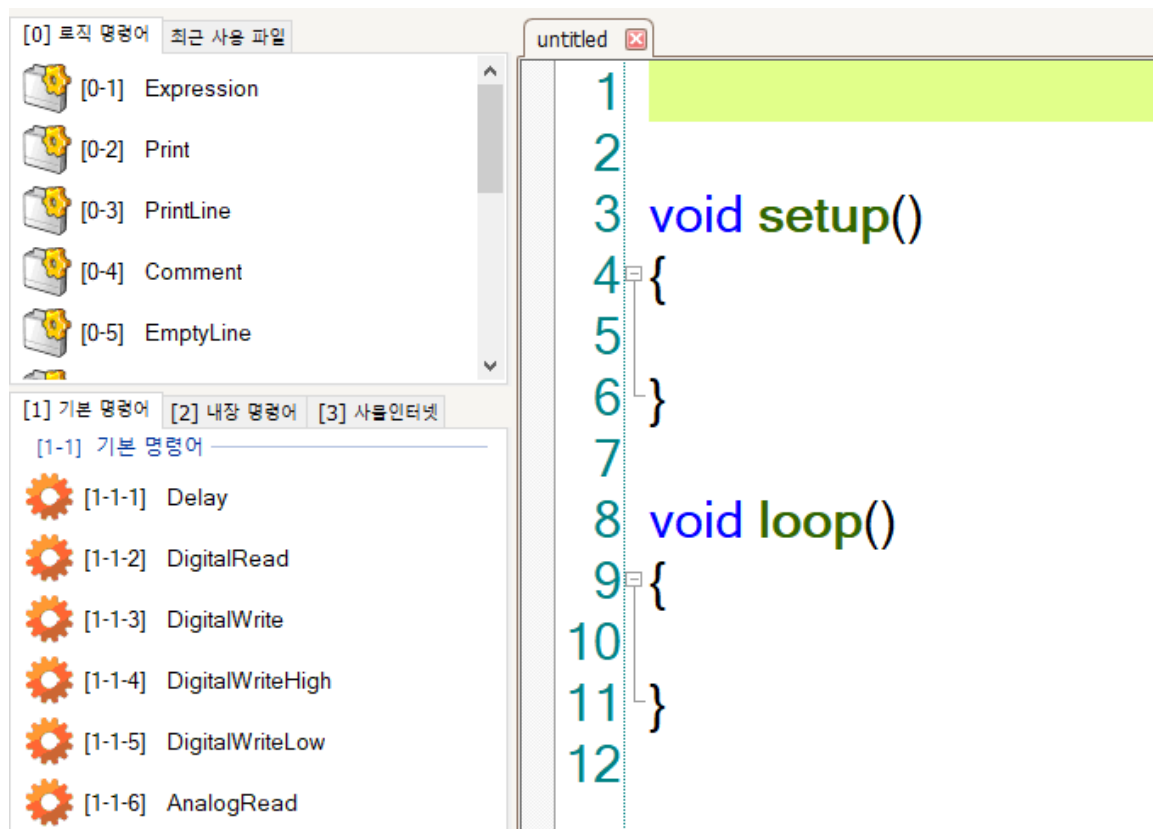 [0] 로직 명령어 최근 사용 파일
[0-1] Expression
[0-2] Print
[0-3] PrintLine
[0-4] Comment
[0-5] EmptyLine
[1] 기본 명령어 [2] 내장 명령어 [3] 사물인터넷
[1-1] 기본 명령어
[1-1-1] Delay
[1-1-2] DigitalRead
[1-1-3] DigitalWrite
[1-1-4] DigitalWriteHigh
[1-1-5] DigitalWriteLow
[1-1-6] AnalogRead
untitled
1
2
3 void setup()
4 {
5
6 }
7
8 void loop()
9 {
10
11 }
12